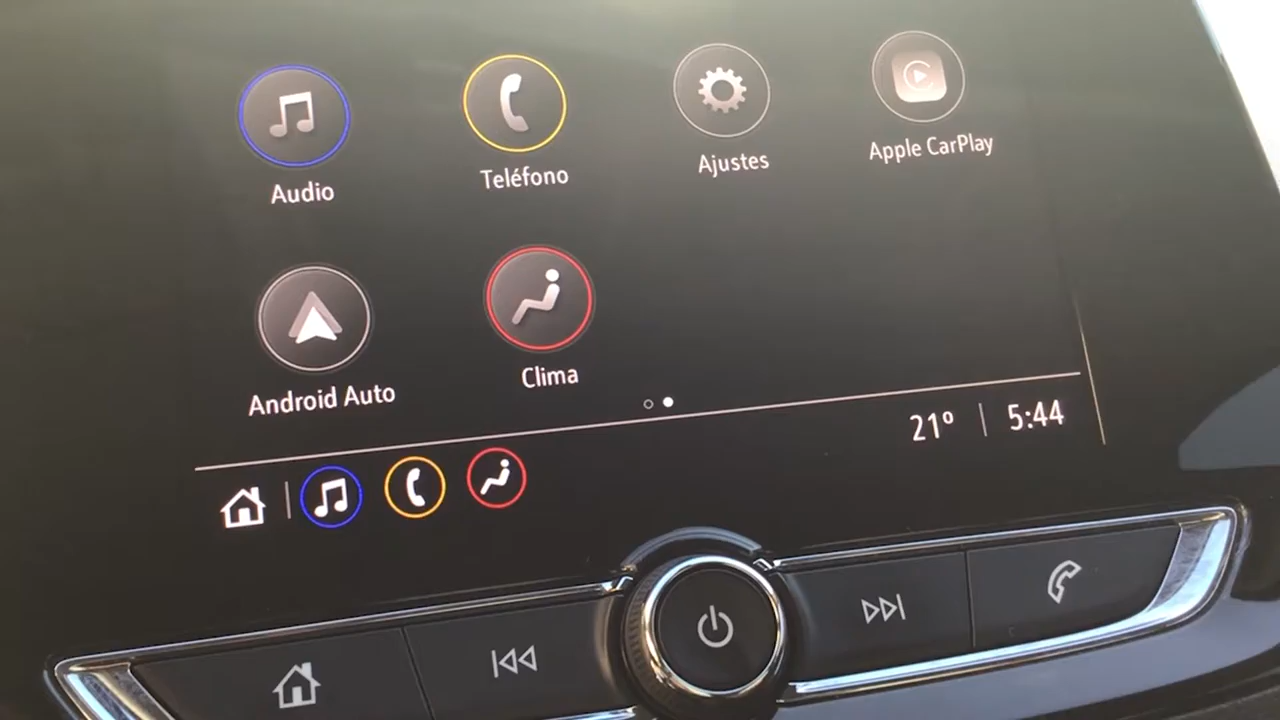 Audio
Teléfono
Ajustes
Apple CarPlay
Android Auto
Clima
21° | 5:44